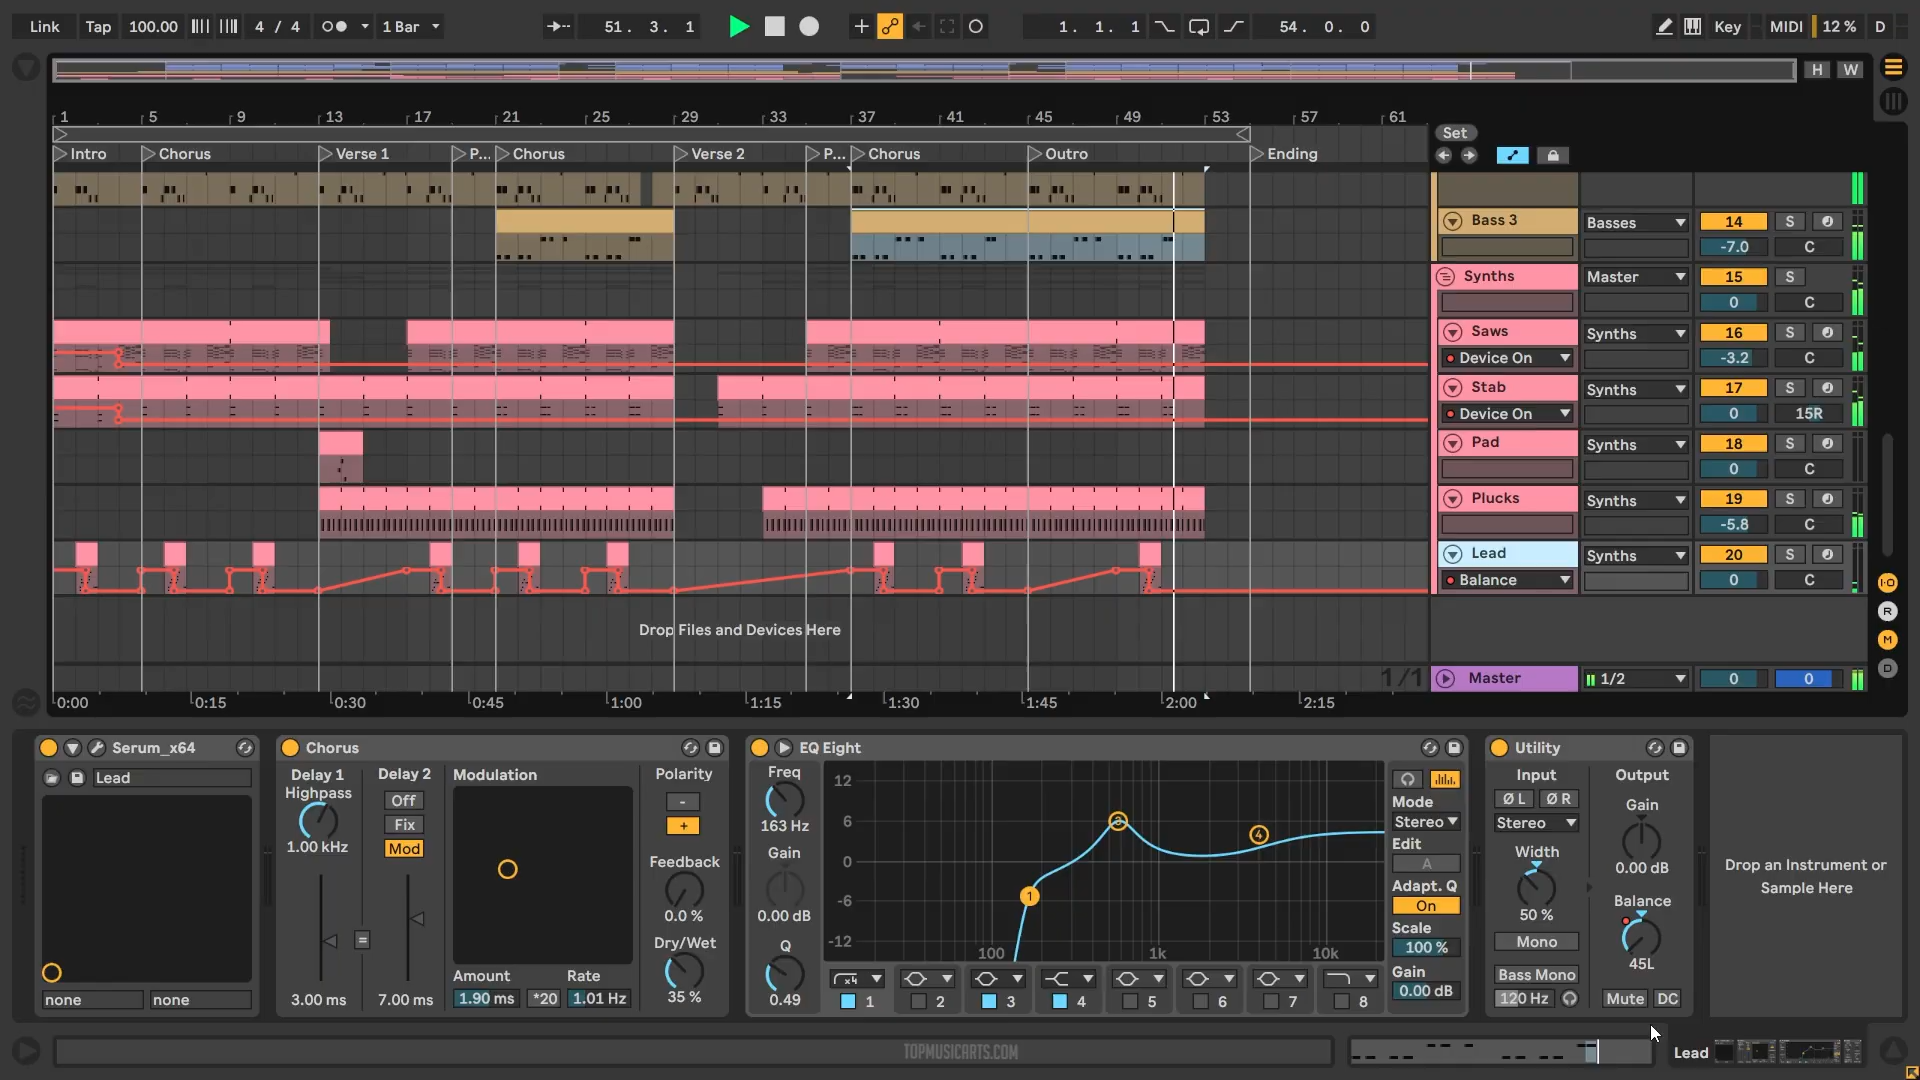 Link Tap 100.00 4 / 4 1 Bar 51. 3. 1 1. 1. 1 54. 0. 0 Key MIDI 12 % D
H W
1 5 9 13 17 21 25 29 33 37 41 45 49 53 57 61
Set
Intro Chorus Verse 1 P... Chorus Verse 2 P... Chorus Outro Ending
Bass 3 Basses 14 S
-7.0 C
Synths Master 15 S
0 C
Saws Synths 16 S
Device On -3.2 C
Stab Synths 17 S
Device On 0 15R
Pad Synths 18 S
0 C
Plucks Synths 19 S
-5.8 C
Lead Synths 20 S
Balance 0 C
I·O
R
M
D
Drop Files and Devices Here
1/1
Master 1/2 0 0
0:00 0:15 0:30 0:45 1:00 1:15 1:30 1:45 2:00 2:15
Serum_x64
Lead
none none
Chorus
Delay 1
Highpass
1.00 kHz
3.00 ms
=
Delay 2
Off
Fix
Mod
7.00 ms
Modulation
Amount Rate
1.90 ms *20 1.01 Hz
Polarity
-
+
Feedback
0.0 %
Dry/Wet
35 %
EQ Eight
Freq
163 Hz
Gain
0.00 dB
Q
0.49
12
6
0
-6
-12
100 1k 10k
1 3 4
x4
1 2 3 4 5 6 7 8
Mode
Stereo
Edit
A
Adapt. Q
On
Scale
100 %
Gain
0.00 dB
Utility
Input
Ø L Ø R
Stereo
Width
50 %
Mono
Bass Mono
120 Hz
Output
Gain
0.00 dB
Balance
45L
Mute DC
Drop an Instrument or
Sample Here
TOPMUSICARTS.COM
Lead